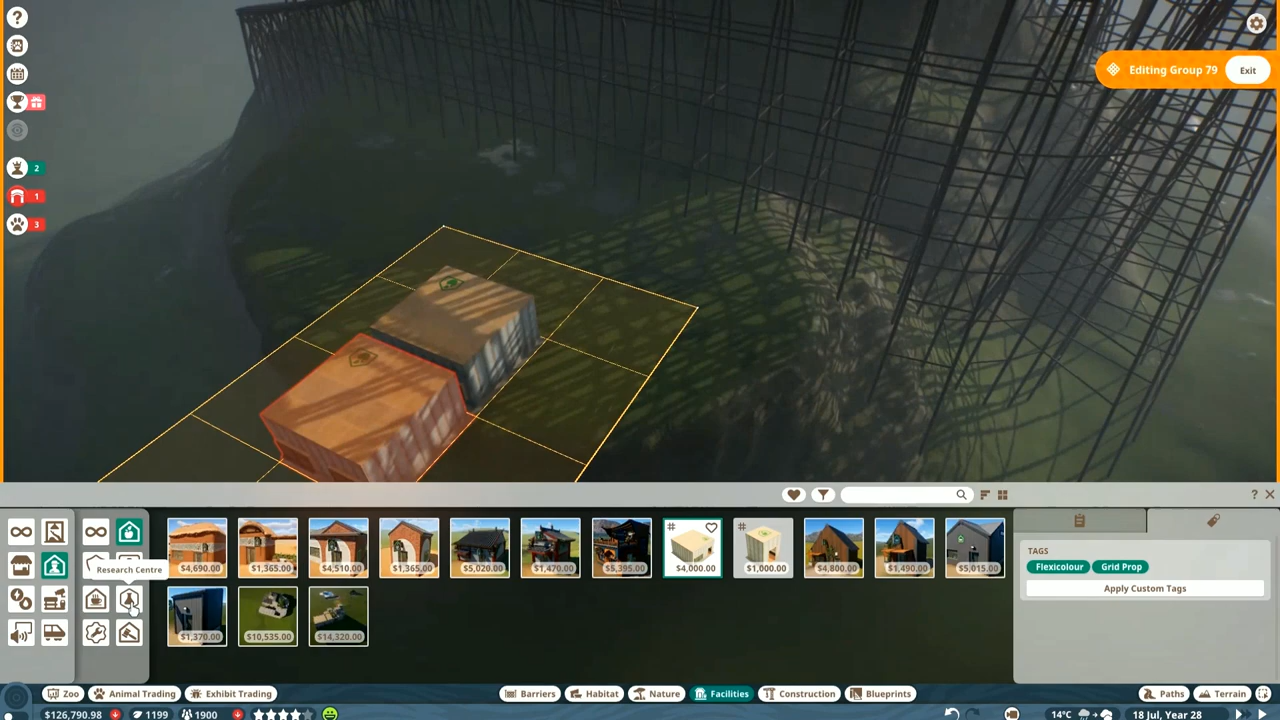 ?
Editing Group 79
Exit
2
1
3
? ×
Research Centre
$4,690.00
$1,365.00
$4,510.00
$1,365.00
$5,020.00
$1,470.00
$5,395.00
$4,000.00
$1,000.00
$4,800.00
$1,490.00
$5,015.00
$1,370.00
$10,535.00
$14,320.00
TAGS
Flexicolour
Grid Prop
Apply Custom Tags
Zoo
Animal Trading
Exhibit Trading
Barriers
Habitat
Nature
Facilities
Construction
Blueprints
Paths
Terrain
$126,790.98
1199
1900
14°C
18 Jul, Year 28